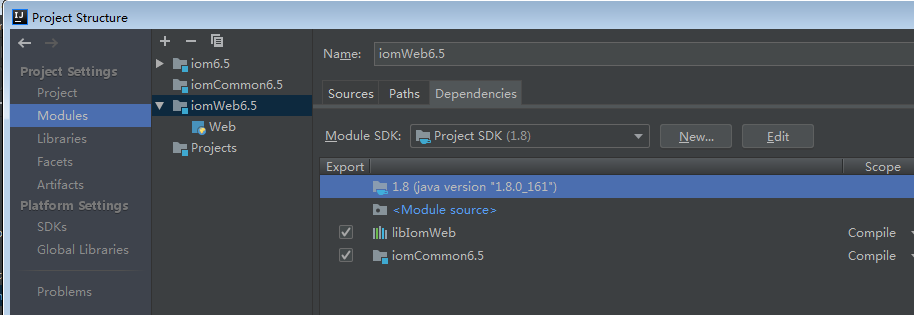 IJ Project Structure
Project Settings
Project
Modules
Libraries
Facets
Artifacts
Platform Settings
SDKs
Global Libraries
Problems
iom6.5
iomCommon6.5
iomWeb6.5
Web
Projects
Name: iomWeb6.5
Sources Paths Dependencies
Module SDK: Project SDK (1.8) New... Edit
Export Scope
1.8 (java version "1.8.0_161")
<Module source>
libIomWeb Compile
iomCommon6.5 Compile